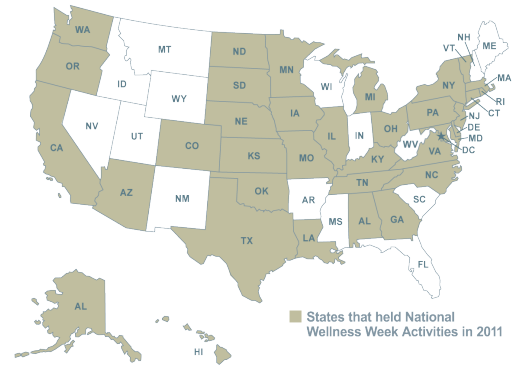 NH
VT
ME
WA
MT
ND
MN
OR
ID
WI
MA
SD
MI
NY
WY
RI
CT
NE
IA
PA
NJ
NV
OH
DE
UT
IL
IN
MD
CO
WV
VA
DC
CA
KS
MO
KY
NC
TN
AZ
NM
OK
AR
SC
MS
AL
GA
TX
LA
FL
AL
HI
States that held National
Wellness Week Activities in 2011